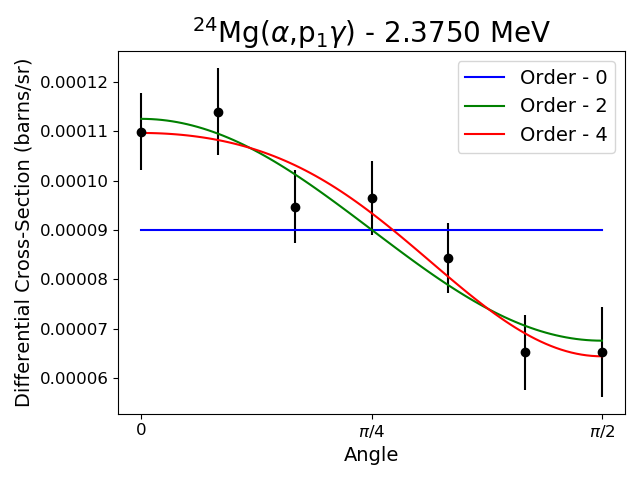 ²⁴Mg(α,p₁γ) - 2.3750 MeV
Differential Cross-Section (barns/sr)
0.00012
0.00011
0.00010
0.00009
0.00008
0.00007
0.00006
Order - 0
Order - 2
Order - 4
0
π/4
π/2
Angle